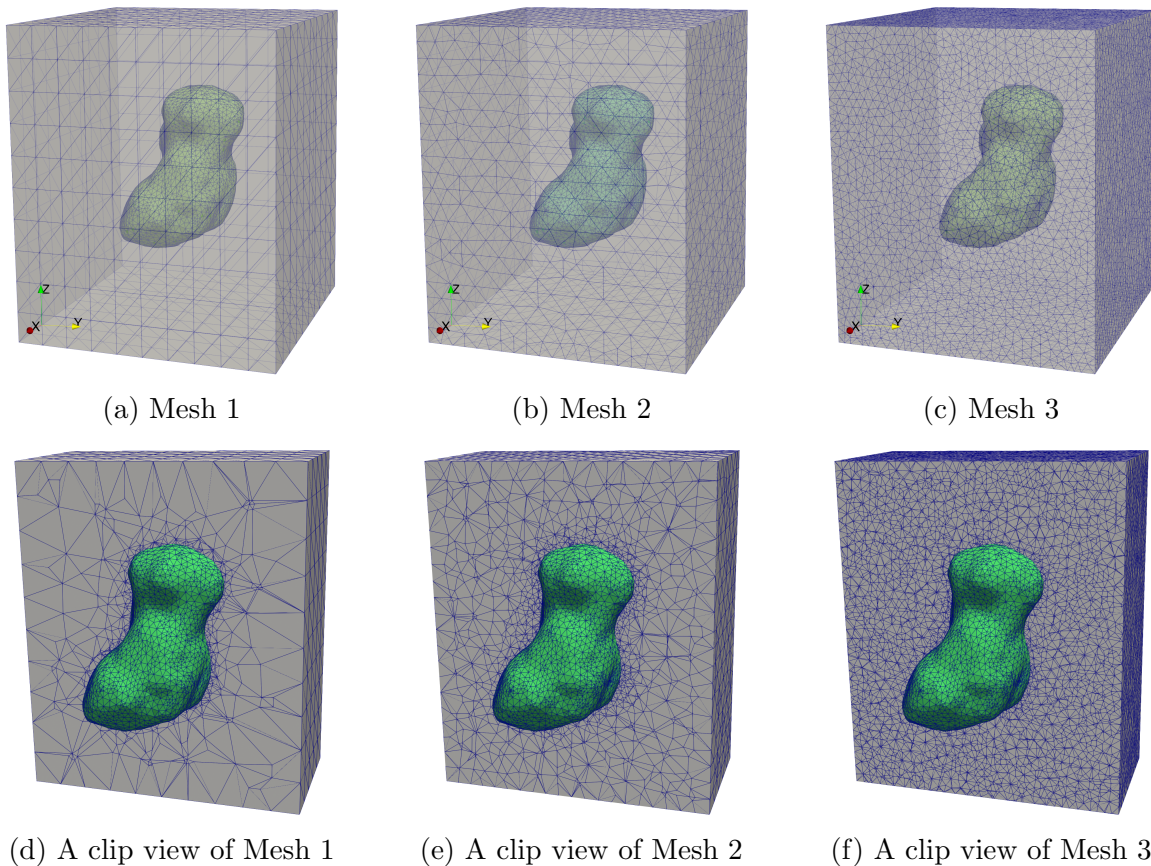 Z
X
Y
Z
X
Y
Z
X
Y
(a) Mesh 1
(b) Mesh 2
(c) Mesh 3
(d) A clip view of Mesh 1
(e) A clip view of Mesh 2
(f) A clip view of Mesh 3